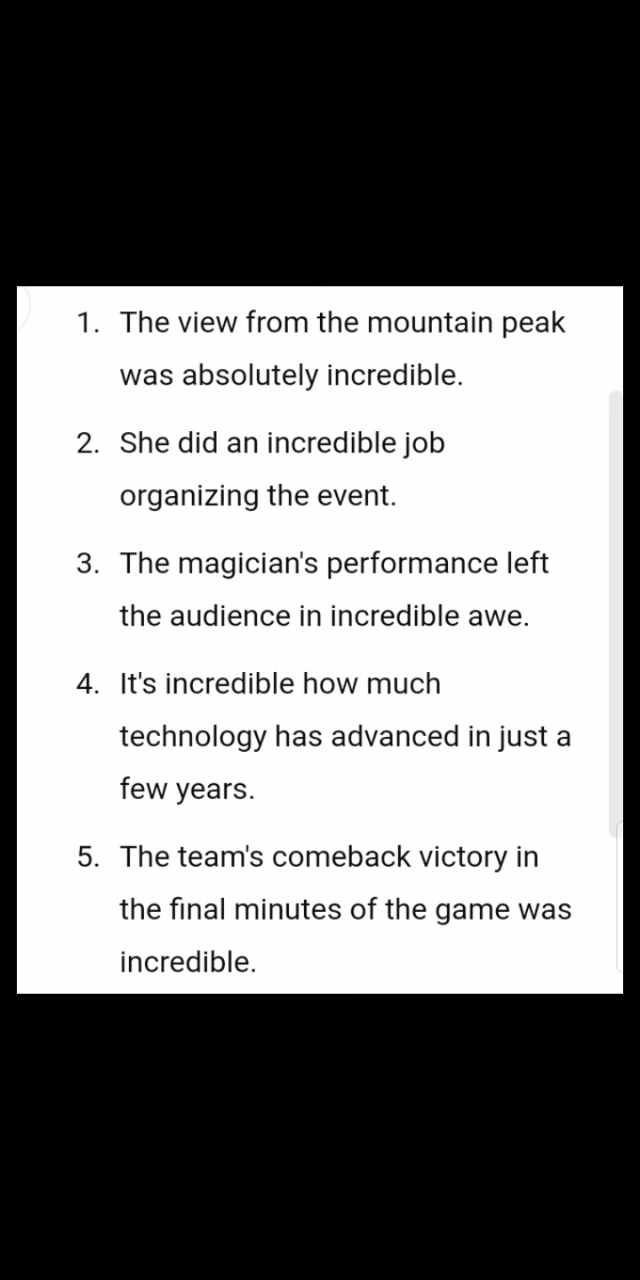 1. The view from the mountain peak
was absolutely incredible.
2. She did an incredible job
organizing the event.
3. The magician's performance left
the audience in incredible awe.
4. It's incredible how much
technology has advanced in just a
few years.
5. The team's comeback victory in
the final minutes of the game was
incredible.